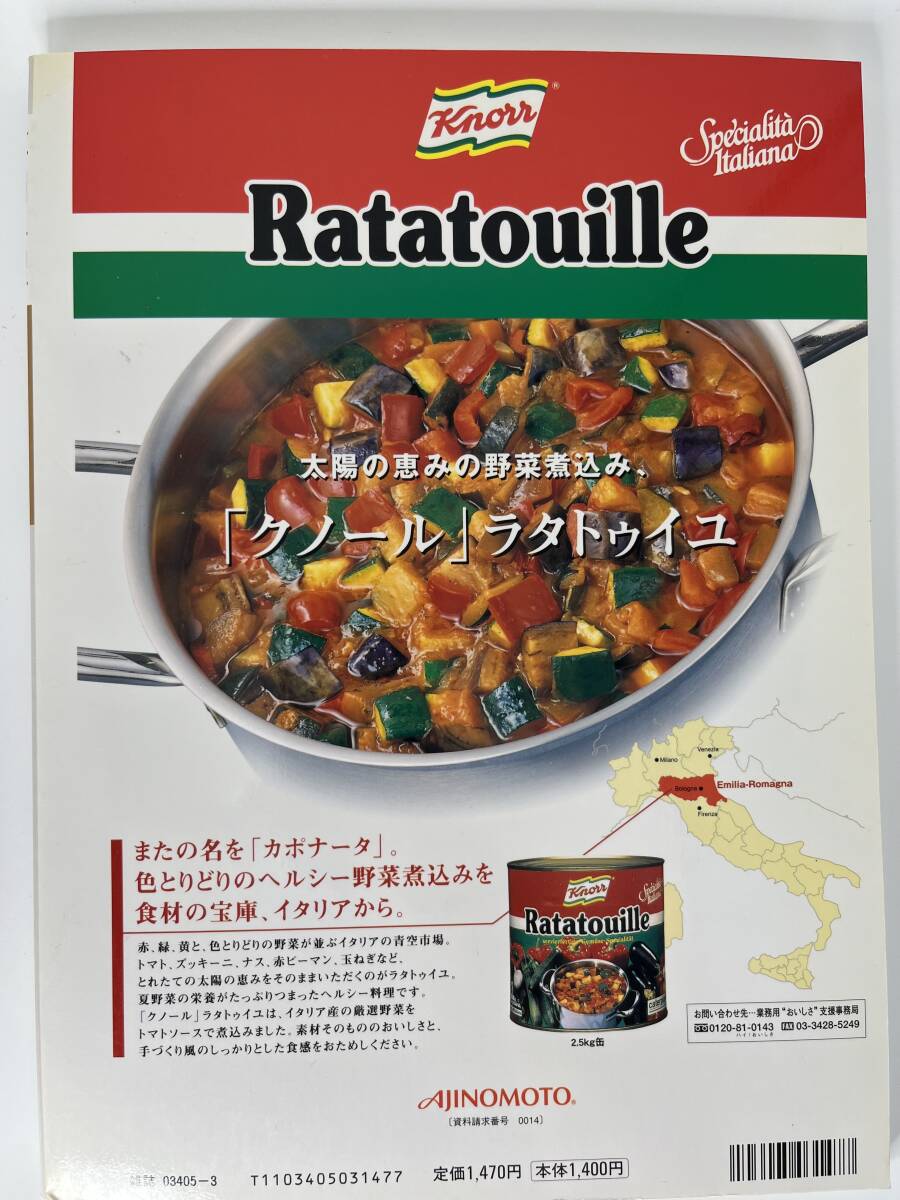 Knorr®
Specialità
Italiana
Ratatouille
太陽の恵みの野菜煮込み、
「クノール」ラタトゥイユ
Milano
Venezia
Bologna
Emilia-Romagna
Firenze
またの名を「カポナータ」。
色とりどりのヘルシー野菜煮込みを
食材の宝庫、イタリアから。
赤、緑、黄と、色とりどりの野菜が並ぶイタリアの青空市場。
トマト、ズッキーニ、ナス、赤ピーマン、玉ねぎなど、
とれたての太陽の恵みをそのままいただくのがラタトゥイユ。
夏野菜の栄養がたっぷりつまったヘルシー料理です。
「クノール」ラタトゥイユは、イタリア産の厳選野菜を
トマトソースで煮込みました。素材そのもののおいしさと、
手づくり風のしっかりとした食感をおためしください。
Knorr
Specialità
Italiana
Ratatouille
2.5kg缶
お問い合わせ先…業務用"おいしさ"支援事務局
0120-81-0143 FAX 03-3428-5249
ハイ!おいしさ
AJINOMOTO®
〔資料請求番号 0014〕
雑誌 03405-3 T1103405031477 定価1,470円 本体1,400円